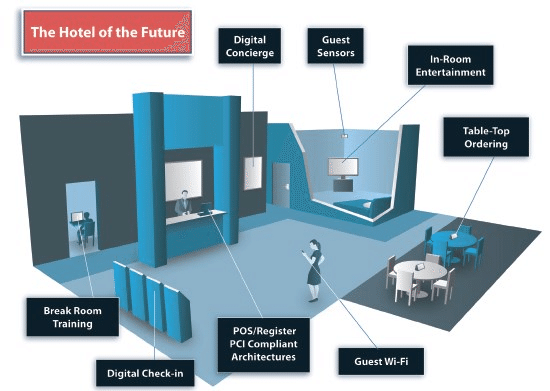 The Hotel of the Future
Digital
Concierge
Guest
Sensors
In-Room
Entertainment
Table-Top
Ordering
Break Room
Training
Digital Check-in
POS/Register
PCI Compliant
Architectures
Guest Wi-Fi